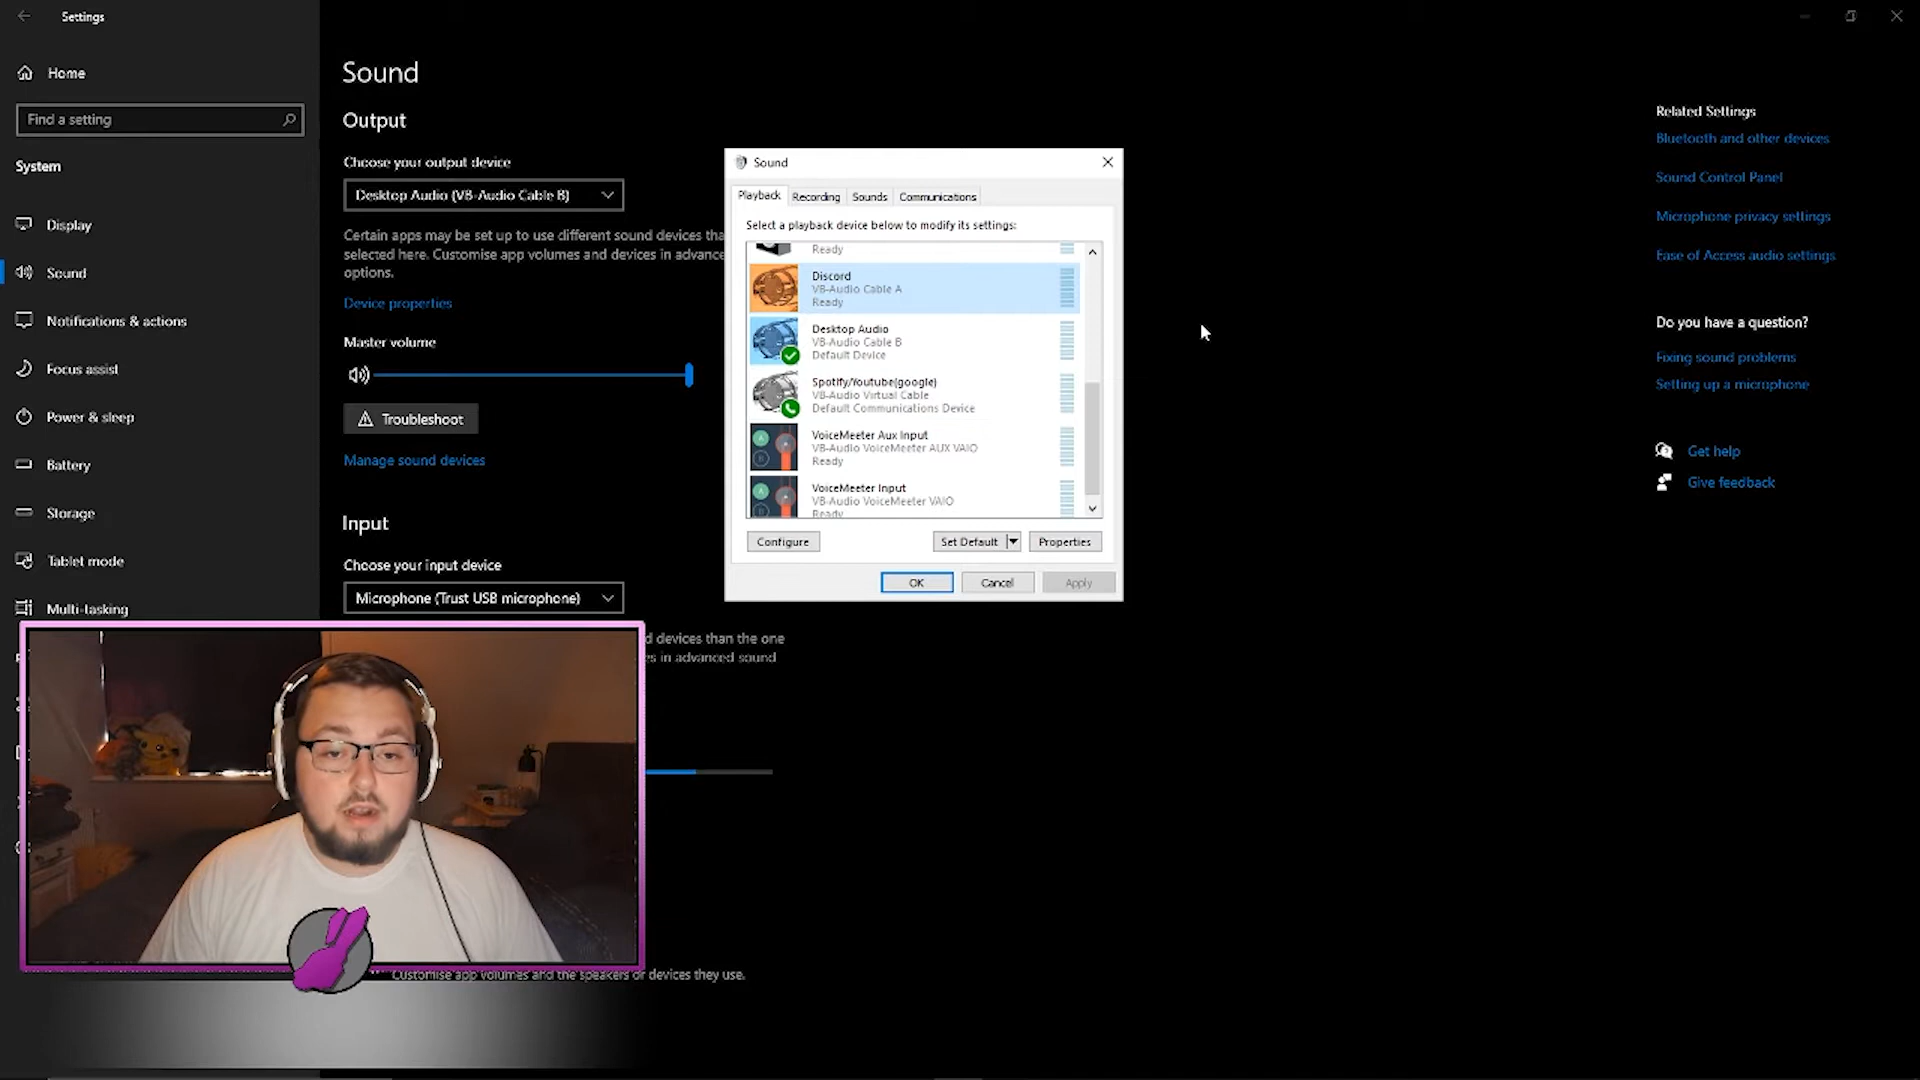 Settings
Home
Find a setting
System
Display
Sound
Notifications & actions
Focus assist
Power & sleep
Battery
Storage
Tablet mode
Multi-tasking
Sound
Output
Choose your output device
Desktop Audio (VB-Audio Cable B)
Certain apps may be set up to use different sound devices tha
selected here. Customise app volumes and devices in advance
options.
Device properties
Master volume
Troubleshoot
Manage sound devices
Input
Choose your input device
Microphone (Trust USB microphone)
d devices than the one
es in advanced sound
Customise app volumes and the speakers or devices they use.
Sound
Playback
Recording
Sounds
Communications
Select a playback device below to modify its settings:
Ready
Discord
VB-Audio Cable A
Ready
Desktop Audio
VB-Audio Cable B
Default Device
Spotify/Youtube(google)
VB-Audio Virtual Cable
Default Communications Device
VoiceMeeter Aux Input
VB-Audio VoiceMeeter AUX VAIO
Ready
VoiceMeeter Input
VB-Audio VoiceMeeter VAIO
Ready
Configure
Set Default
Properties
OK
Cancel
Apply
Related Settings
Bluetooth and other devices
Sound Control Panel
Microphone privacy settings
Ease of Access audio settings
Do you have a question?
Fixing sound problems
Setting up a microphone
Get help
Give feedback